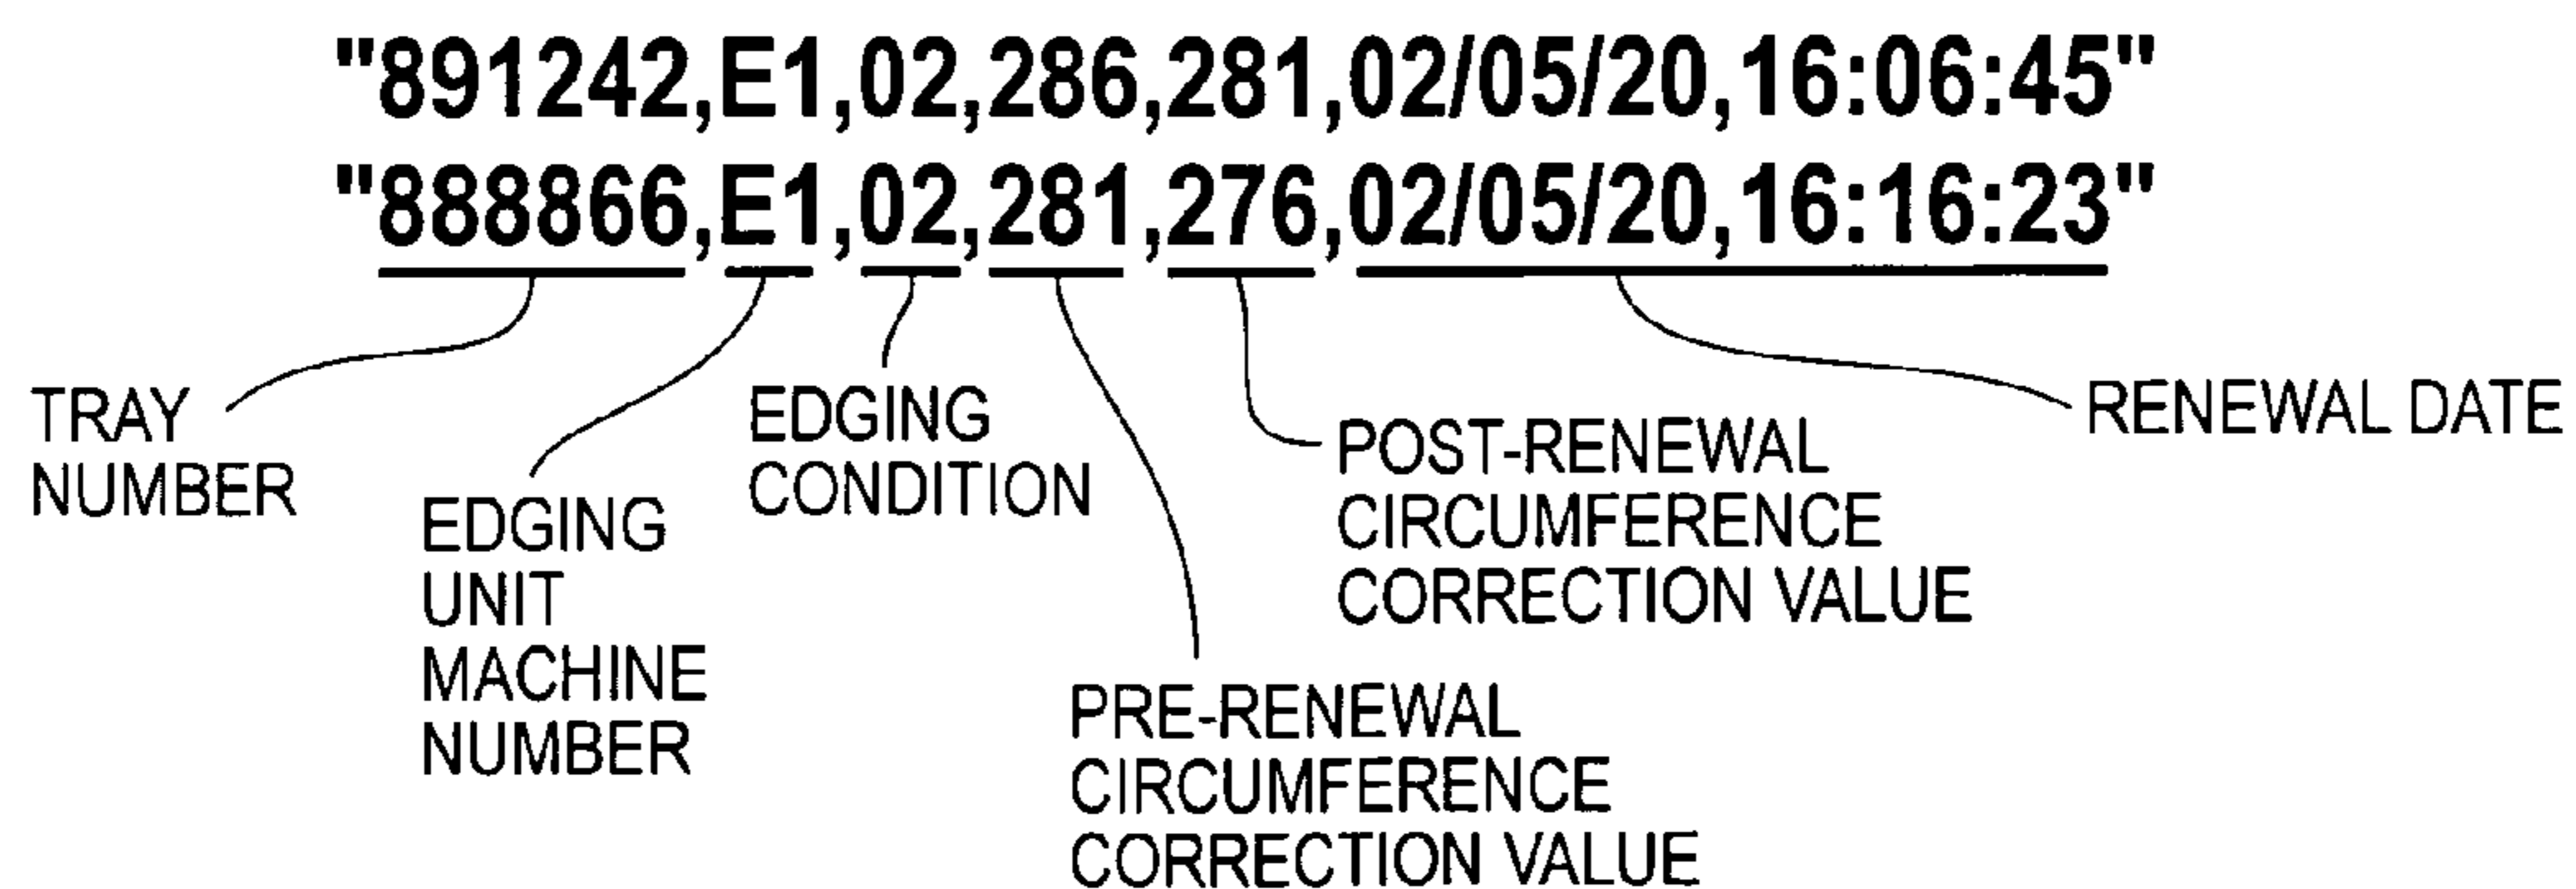 "891242,E1,02,286,281,02/05/20,16:06:45"
"888866,E1,02,281,276,02/05/20,16:16:23"
TRAY
NUMBER
EDGING
UNIT
MACHINE
NUMBER
EDGING
CONDITION
PRE-RENEWAL
CIRCUMFERENCE
CORRECTION VALUE
POST-RENEWAL
CIRCUMFERENCE
CORRECTION VALUE
RENEWAL DATE